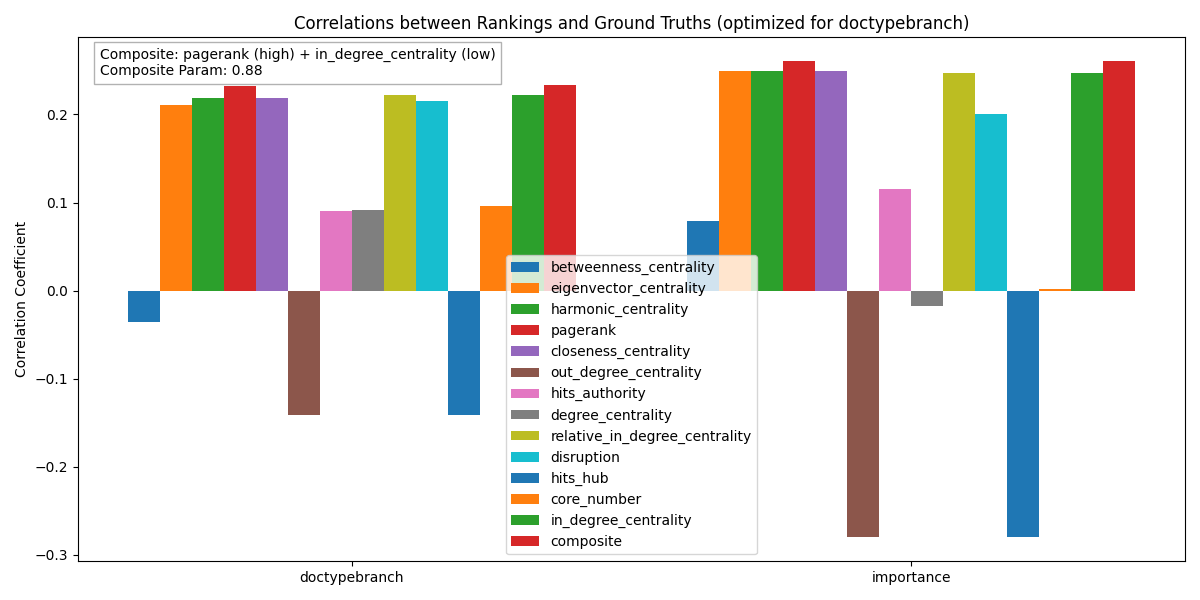 Correlations between Rankings and Ground Truths (optimized for doctypebranch)
Composite: pagerank (high) + in_degree_centrality (low)
Composite Param: 0.88
Correlation Coefficient
0.2
0.1
0.0
−0.1
−0.2
−0.3
betweenness_centrality
eigenvector_centrality
harmonic_centrality
pagerank
closeness_centrality
out_degree_centrality
hits_authority
degree_centrality
relative_in_degree_centrality
disruption
hits_hub
core_number
in_degree_centrality
composite
doctypebranch
importance